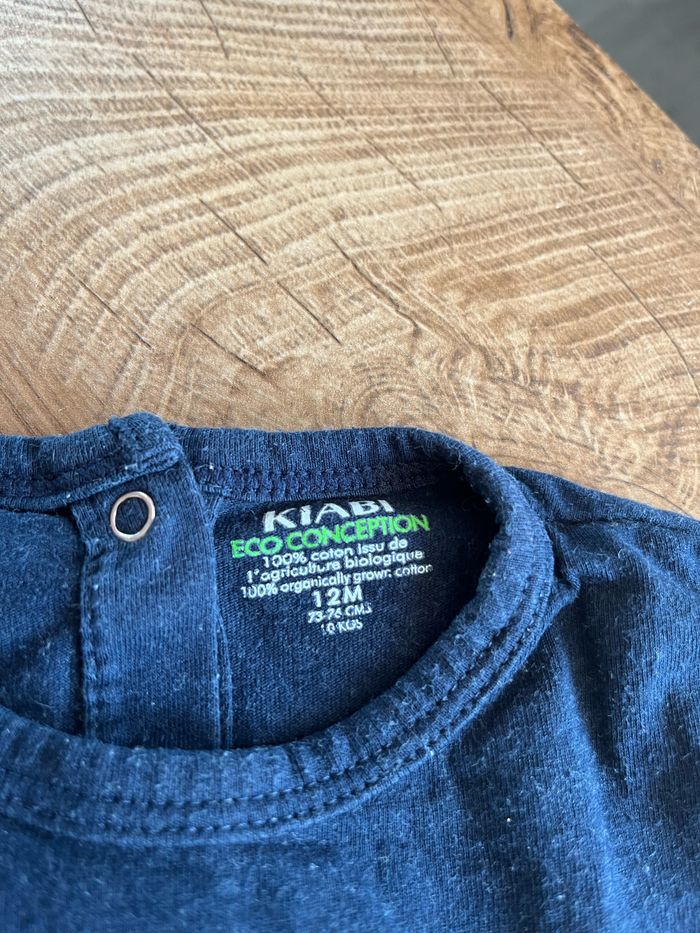 KIABI
ECO CONCEPTION
100% coton issu de
l'agriculture biologique
100% organically grown cotton
12M
73-76 CMS
10 KGS